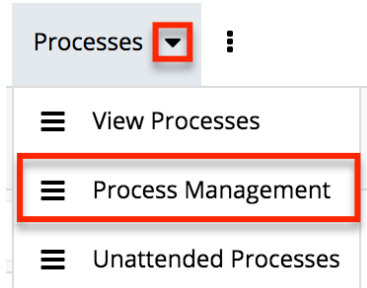 Processes
View Processes
Process Management
Unattended Processes